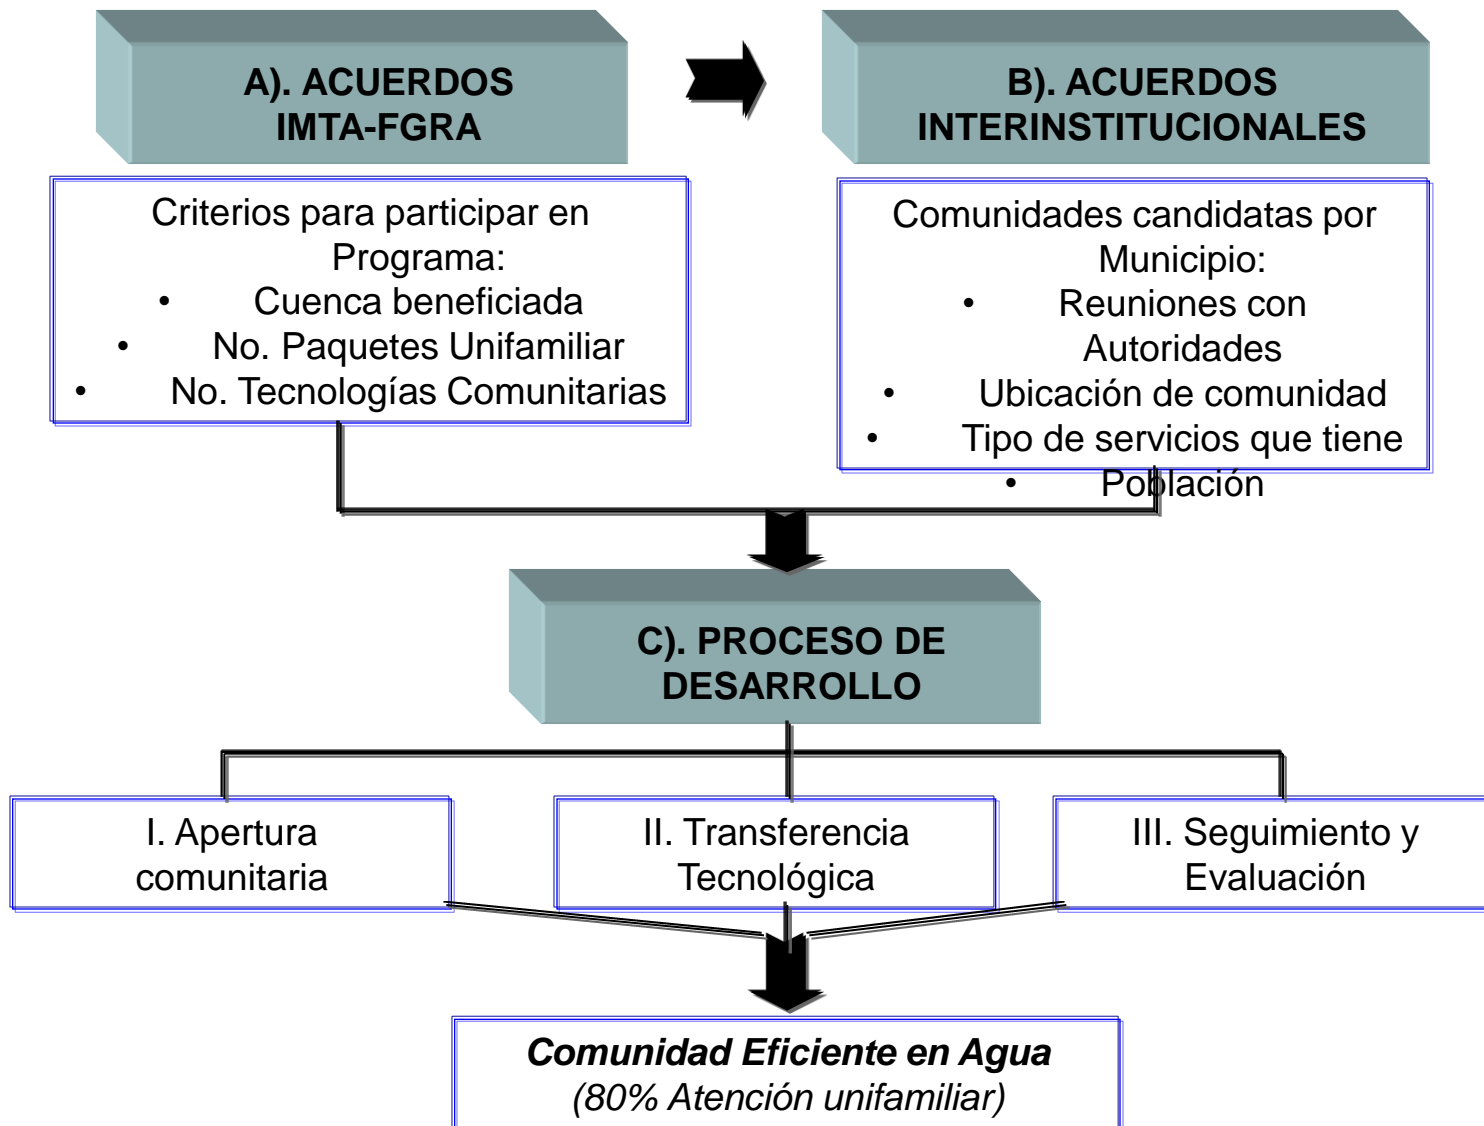 A). ACUERDOS
IMTA-FGRA
B). ACUERDOS
INTERINSTITUCIONALES
Criterios para participar en
Programa:
• Cuenca beneficiada
• No. Paquetes Unifamiliar
• No. Tecnologías Comunitarias
Comunidades candidatas por
Municipio:
• Reuniones con
Autoridades
• Ubicación de comunidad
• Tipo de servicios que tiene
• Población
C). PROCESO DE
DESARROLLO
I. Apertura
comunitaria
II. Transferencia
Tecnológica
III. Seguimiento y
Evaluación
Comunidad Eficiente en Agua
(80% Atención unifamiliar)